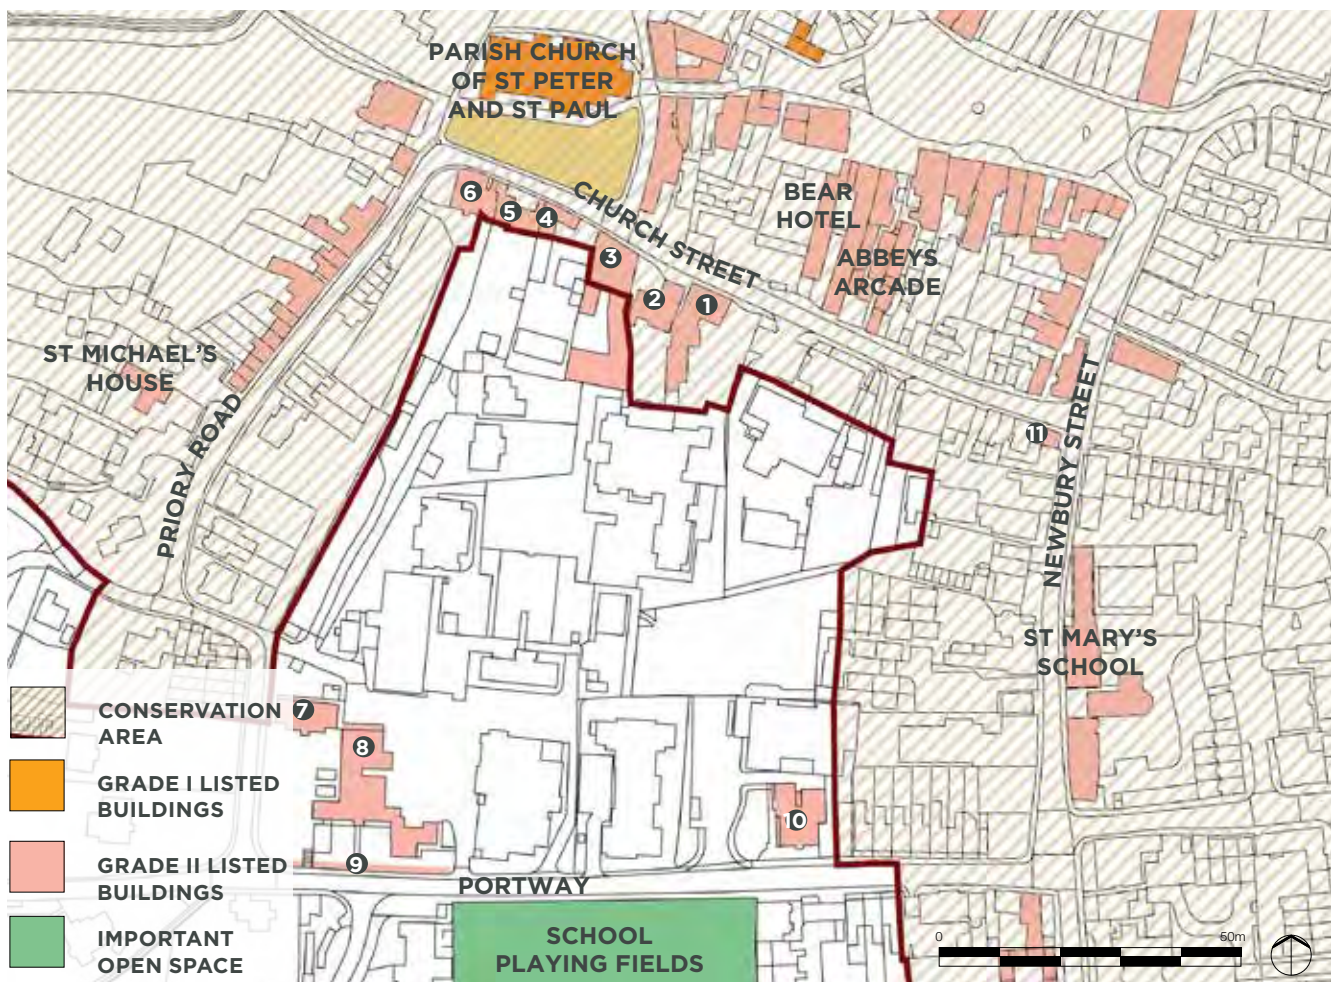 PARISH CHURCH
OF ST PETER
AND ST PAUL
6
5
4
CHURCH STREET
3
2
1
BEAR
HOTEL
ABBEYS
ARCADE
ST MICHAEL'S
HOUSE
PRIORY ROAD
11
NEWBURY STREET
ST MARY'S
SCHOOL
7
8
9
10
PORTWAY
SCHOOL
PLAYING FIELDS
CONSERVATION
AREA
GRADE I LISTED
BUILDINGS
GRADE II LISTED
BUILDINGS
IMPORTANT
OPEN SPACE
0
50m